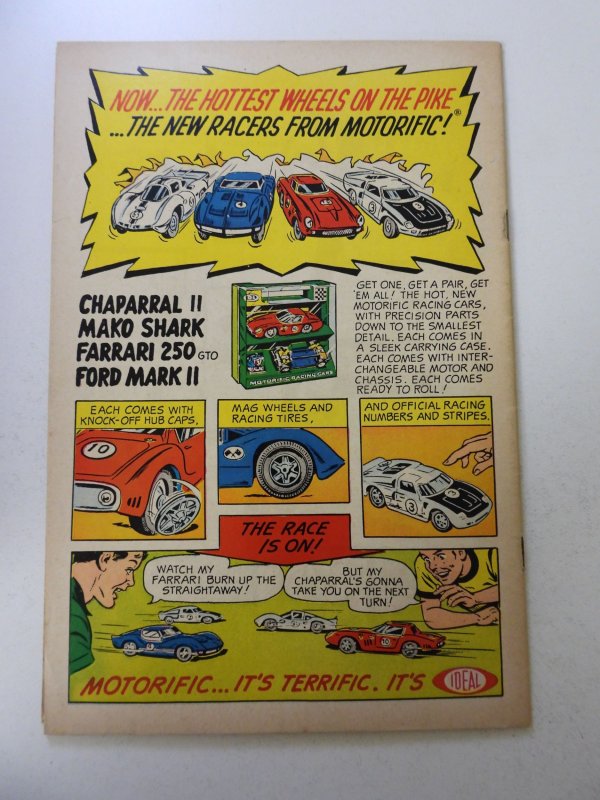 NOW... THE HOTTEST WHEELS ON THE PIKE
...THE NEW RACERS FROM MOTORIFIC!®
CHAPARRAL II
MAKO SHARK
FARRARI 250 GTO
FORD MARK II
MOTORIFIC RACING CARS
GET ONE, GET A PAIR, GET
'EM ALL! THE HOT, NEW
MOTORIFIC RACING CARS,
WITH PRECISION PARTS
DOWN TO THE SMALLEST
DETAIL. EACH COMES IN
A SLEEK CARRYING CASE.
EACH COMES WITH INTER-
CHANGEABLE MOTOR AND
CHASSIS. EACH COMES
READY TO ROLL!
EACH COMES WITH
KNOCK-OFF HUB CAPS,
10
MAG WHEELS AND
RACING TIRES,
AND OFFICIAL RACING
NUMBERS AND STRIPES.
3
THE RACE
IS ON!
WATCH MY
FARRARI BURN UP THE
STRAIGHTAWAY!
BUT MY
CHAPARRAL'S GONNA
TAKE YOU ON THE NEXT
TURN!
10
MOTORIFIC... IT'S TERRIFIC. IT'S IDEAL